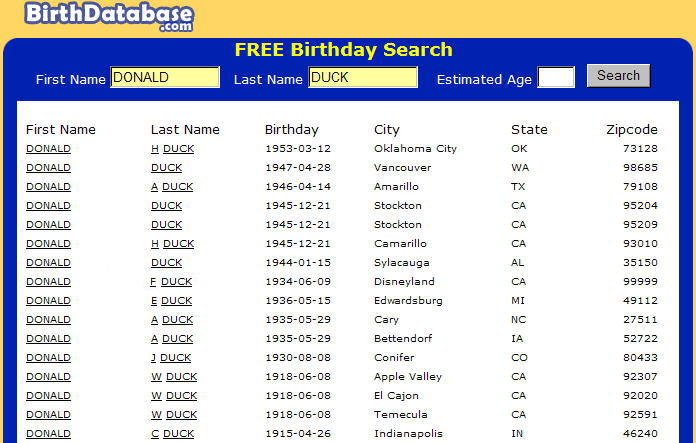 BirthDatabase
.com
FREE Birthday Search
First Name DONALD Last Name DUCK Estimated Age Search
First Name Last Name Birthday City State Zipcode
DONALD H DUCK 1953-03-12 Oklahoma City OK 73128
DONALD DUCK 1947-04-28 Vancouver WA 98685
DONALD A DUCK 1946-04-14 Amarillo TX 79108
DONALD DUCK 1945-12-21 Stockton CA 95204
DONALD DUCK 1945-12-21 Stockton CA 95209
DONALD H DUCK 1945-12-21 Camarillo CA 93010
DONALD DUCK 1944-01-15 Sylacauga AL 35150
DONALD F DUCK 1934-06-09 Disneyland CA 99999
DONALD E DUCK 1936-05-15 Edwardsburg MI 49112
DONALD A DUCK 1935-05-29 Cary NC 27511
DONALD A DUCK 1935-05-29 Bettendorf IA 52722
DONALD J DUCK 1930-08-08 Conifer CO 80433
DONALD W DUCK 1918-06-08 Apple Valley CA 92307
DONALD W DUCK 1918-06-08 El Cajon CA 92020
DONALD W DUCK 1918-06-08 Temecula CA 92591
DONALD C DUCK 1915-04-26 Indianapolis IN 46240